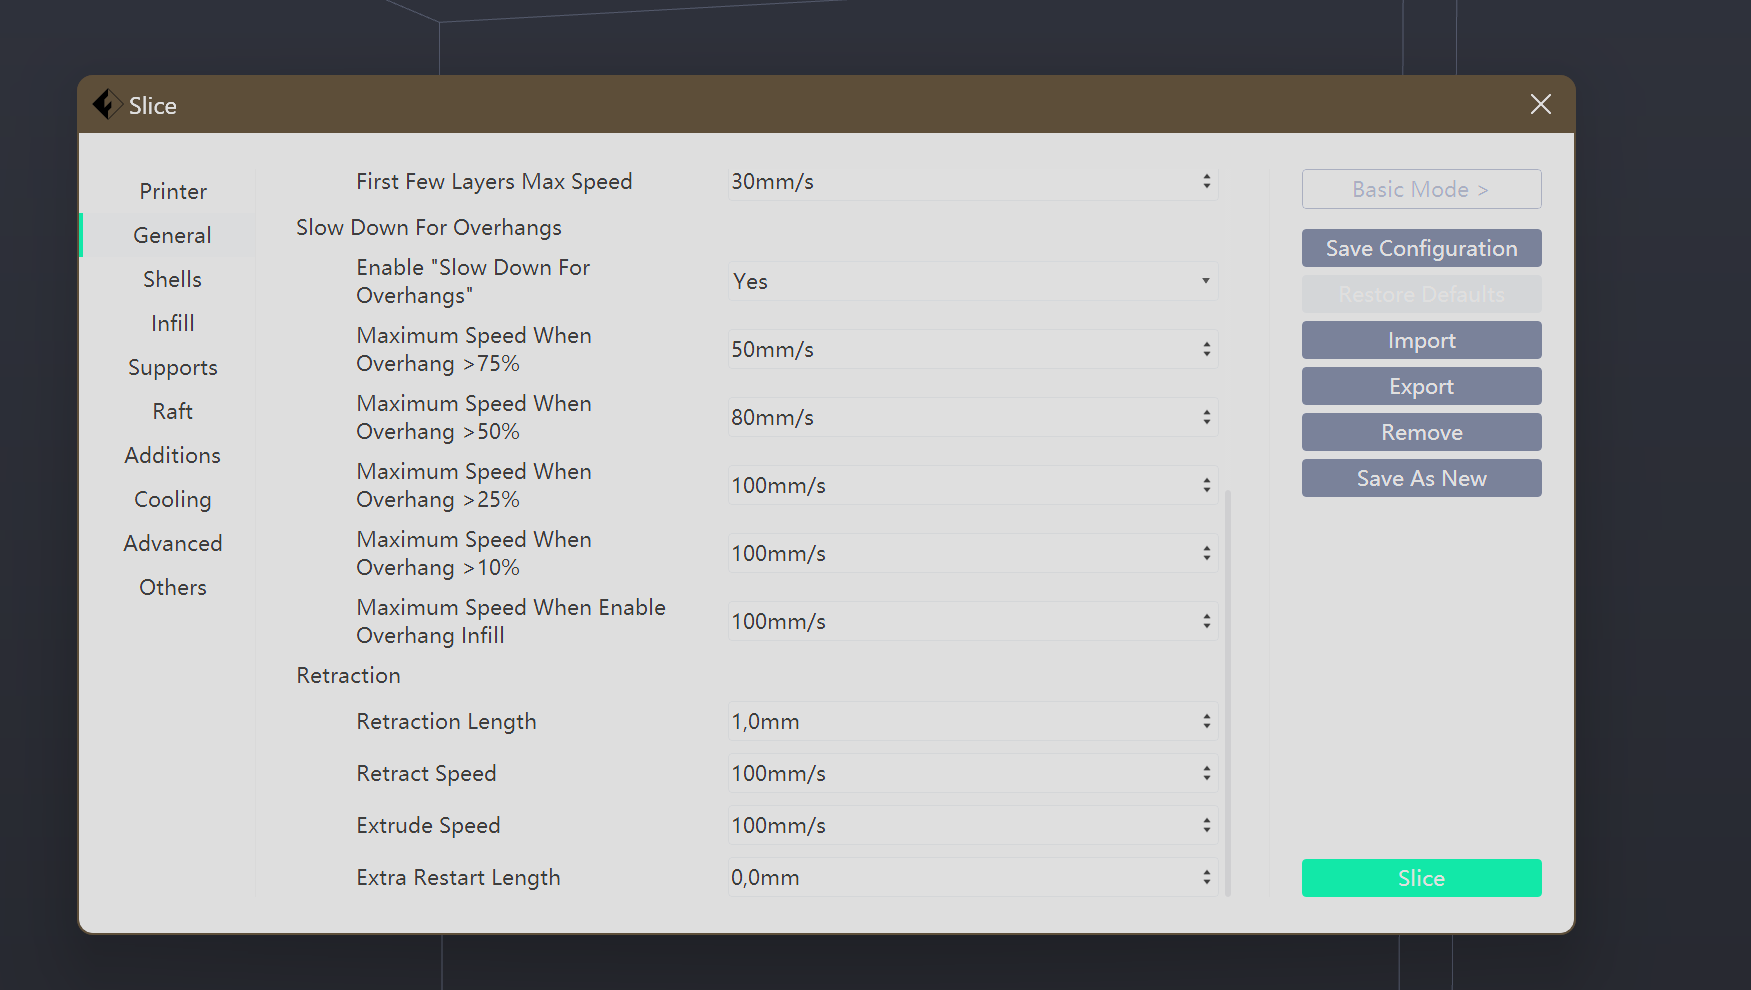 Slice
Printer
General
Shells
Infill
Supports
Raft
Additions
Cooling
Advanced
Others
First Few Layers Max Speed
30mm/s
Slow Down For Overhangs
Enable "Slow Down For
Overhangs"
Yes
Maximum Speed When
Overhang >75%
50mm/s
Maximum Speed When
Overhang >50%
80mm/s
Maximum Speed When
Overhang >25%
100mm/s
Maximum Speed When
Overhang >10%
100mm/s
Maximum Speed When Enable
Overhang Infill
100mm/s
Retraction
Retraction Length
1,0mm
Retract Speed
100mm/s
Extrude Speed
100mm/s
Extra Restart Length
0,0mm
Basic Mode >
Save Configuration
Restore Defaults
Import
Export
Remove
Save As New
Slice